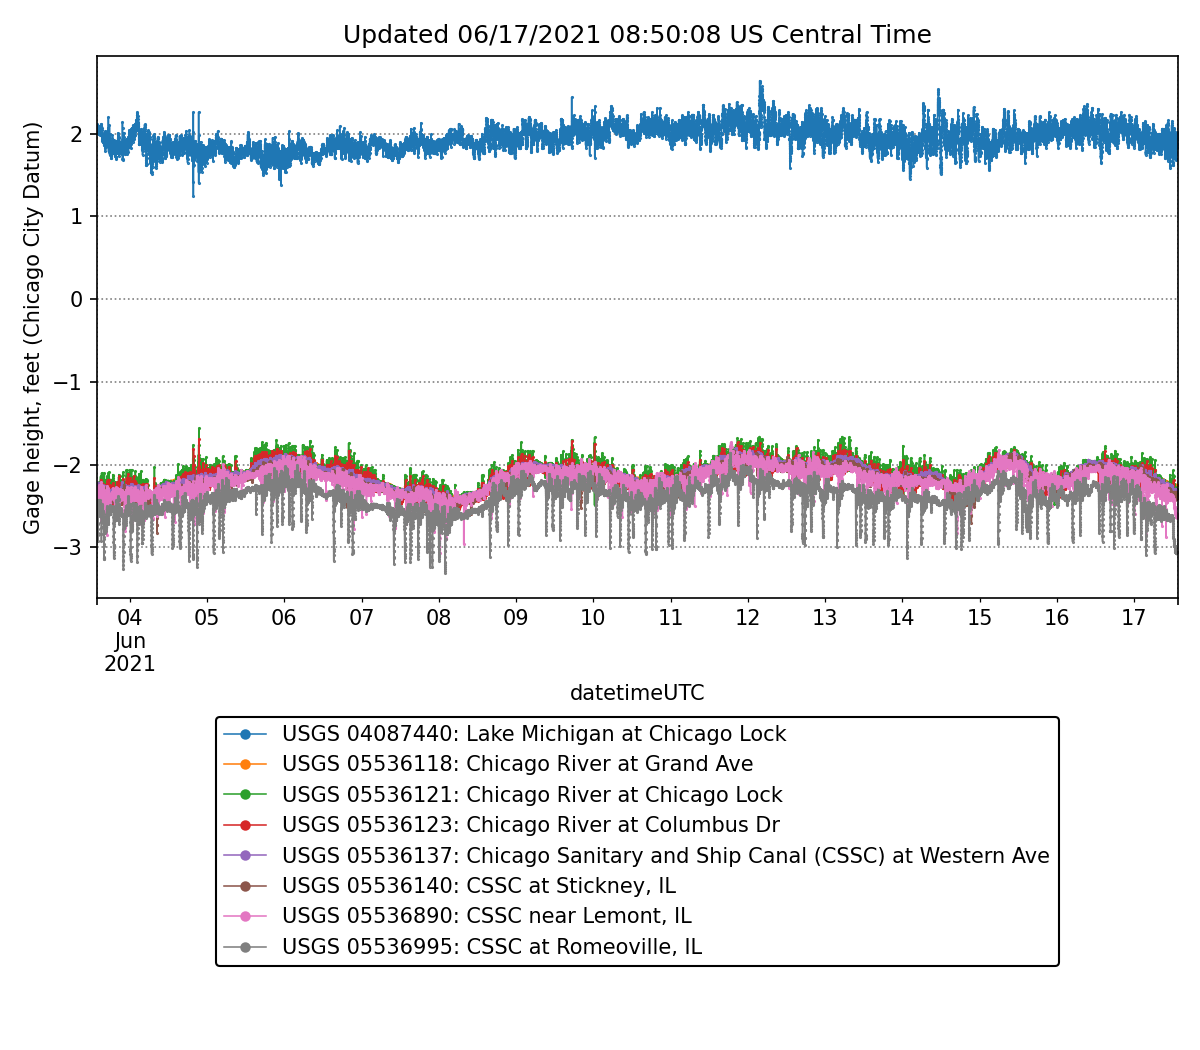 Updated 06/17/2021 08:50:08 US Central Time
Gage height, feet (Chicago City Datum)
2
1
0
−1
−2
−3
04 05 06 07 08 09 10 11 12 13 14 15 16 17
Jun
2021
datetimeUTC
USGS 04087440: Lake Michigan at Chicago Lock
USGS 05536118: Chicago River at Grand Ave
USGS 05536121: Chicago River at Chicago Lock
USGS 05536123: Chicago River at Columbus Dr
USGS 05536137: Chicago Sanitary and Ship Canal (CSSC) at Western Ave
USGS 05536140: CSSC at Stickney, IL
USGS 05536890: CSSC near Lemont, IL
USGS 05536995: CSSC at Romeoville, IL